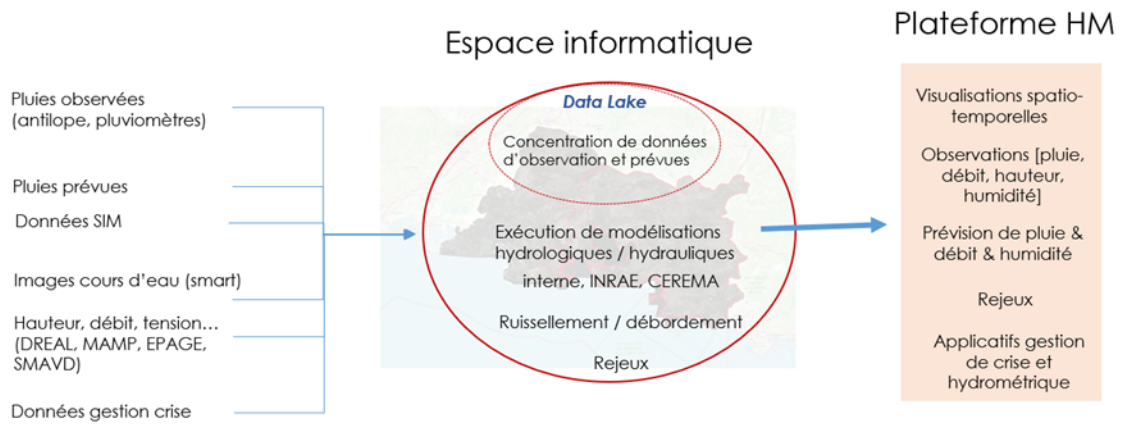 Plateforme HM
Espace informatique
Pluies observées
(antilope, pluviomètres)
Pluies prévues
Données SIM
Images cours d'eau (smart)
Hauteur, débit, tension...
(DREAL, MAMP, EPAGE,
SMAVD)
Données gestion crise
Data Lake
Concentration de données
d'observation et prévues
Exécution de modélisations
hydrologiques / hydrauliques
interne, INRAE, CEREMA
Ruissellement / débordement
Rejeux
Visualisations spatio-
temporelles
Observations [pluie,
débit, hauteur,
humidité]
Prévision de pluie &
débit & humidité
Rejeux
Applicatifs gestion
de crise et
hydrométrique